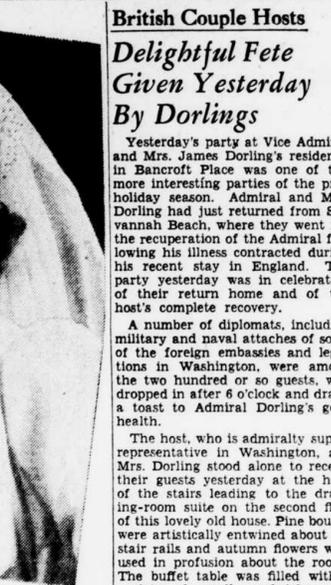 British Couple Hosts
Delightful Fete
Given Yesterday
By Dorlings
Yesterday's party at Vice Admi
and Mrs. James Dorling's residen
in Bancroft Place was one of t
more interesting parties of the p
holiday season. Admiral and M
Dorling had just returned from S
vannah Beach, where they went
the recuperation of the Admiral f
lowing his illness contracted duri
his recent stay in England. T
party yesterday was in celebrat
of their return home and of t
host's complete recovery.
A number of diplomats, includ
military and naval attaches of so
of the foreign embassies and leg
tions in Washington, were amo
the two hundred or so guests, w
dropped in after 6 o'clock and dra
a toast to Admiral Dorling's go
health.
The host, who is admiralty sup
representative in Washington, a
Mrs. Dorling stood alone to rece
their guests yesterday at the h
of the stairs leading to the dra
ing-room suite on the second fl
of this lovely old house. Pine bou
were artistically entwined about
stair rails and autumn flowers w
used in profusion about the ro
The buffet table was filled wit